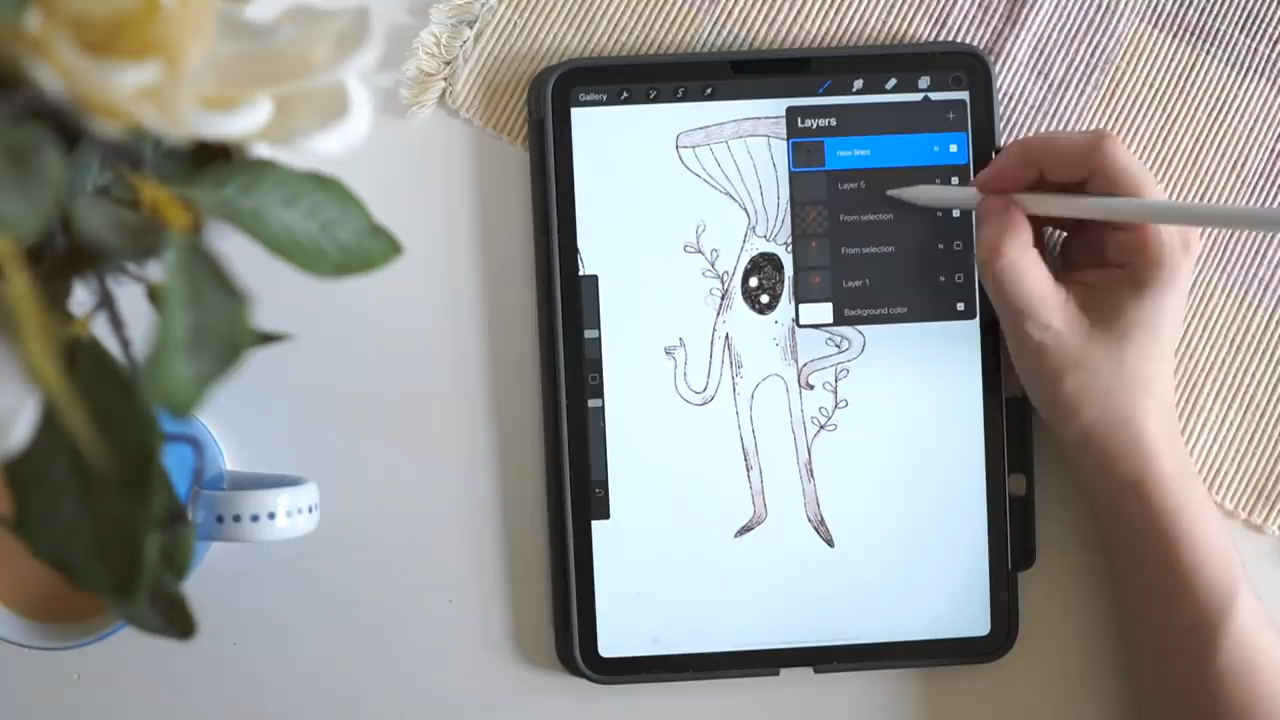 Gallery
Layers
new lines N
Layer 5 N
From selection N
From selection N
Layer 1 N
Background color